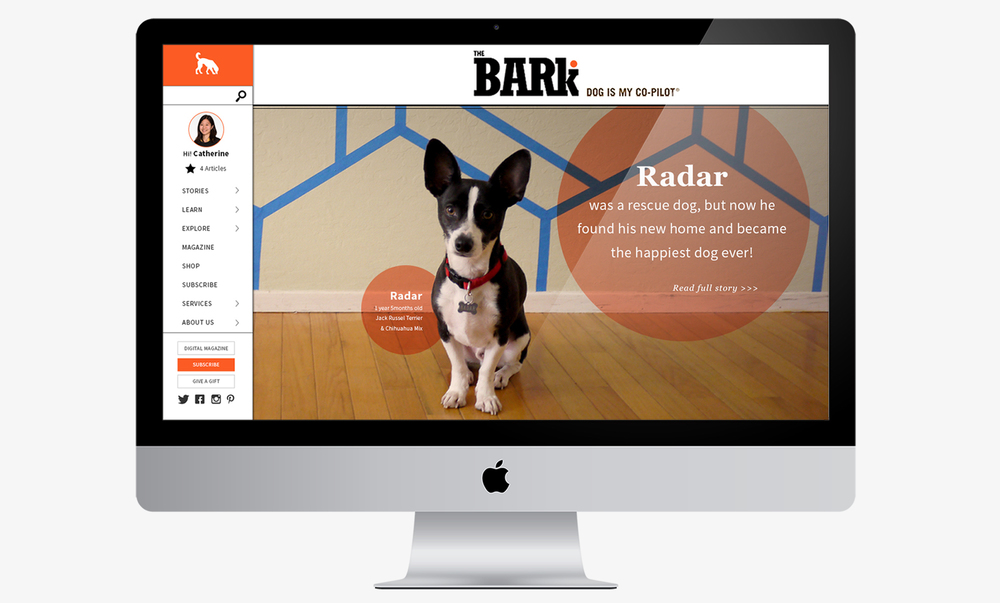 THE
BARk
DOG IS MY CO-PILOT®
Hi! Catherine
4 Articles
STORIES
LEARN
EXPLORE
MAGAZINE
SHOP
SUBSCRIBE
SERVICES
ABOUT US
DIGITAL MAGAZINE
SUBSCRIBE
GIVE A GIFT
Radar
1 year 5months old
Jack Russel Terrier
& Chihuahua Mix
Radar
was a rescue dog, but now he
found his new home and became
the happiest dog ever!
Read full story >>>